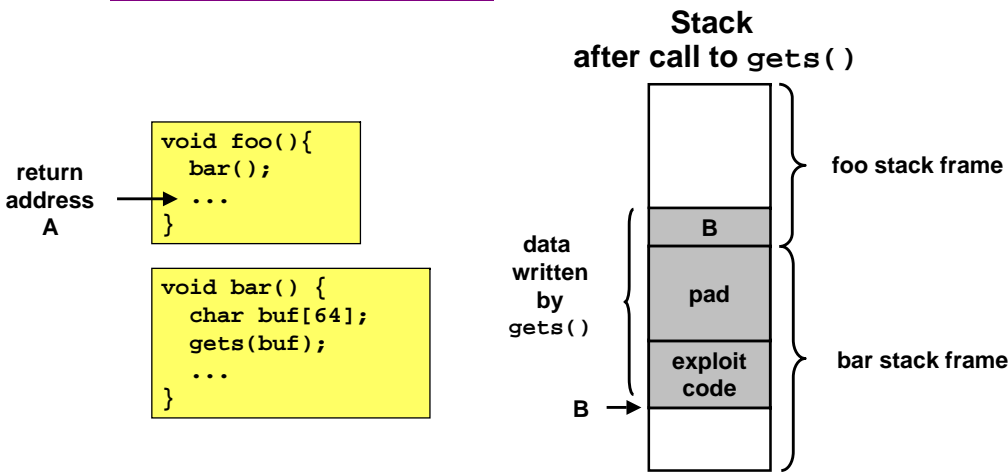 Stack
after call to gets()
void foo(){
bar();
...
}
return
address
A
void bar() {
char buf[64];
gets(buf);
...
}
data
written
by
gets()
B
pad
exploit
code
B
foo stack frame
bar stack frame